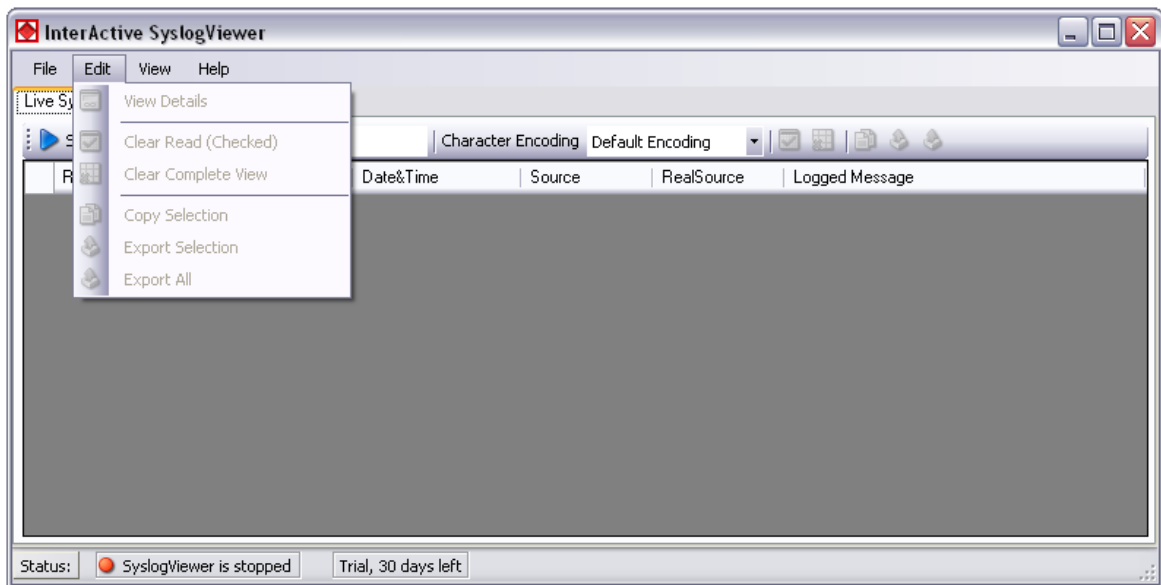 InterActive SyslogViewer
File Edit View Help
Live Sy
View Details
Clear Read (Checked)
Clear Complete View
Copy Selection
Export Selection
Export All
Character Encoding Default Encoding
Date&Time Source RealSource Logged Message
Status: SyslogViewer is stopped Trial, 30 days left